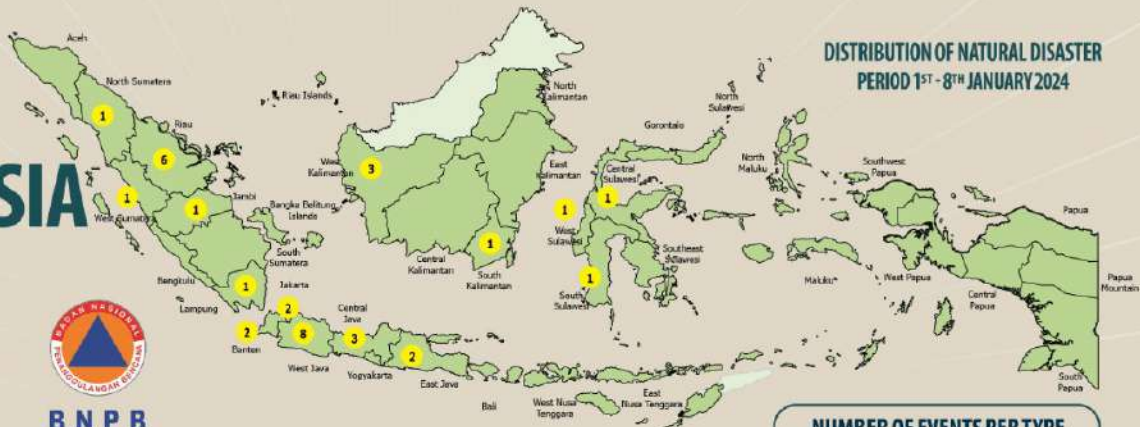 DISTRIBUTION OF NATURAL DISASTER
PERIOD 1ST - 8TH JANUARY 2024
SIA
Aceh
North Sumatera
Riau Islands
Riau
1
6
1
West Sumatera
1
Jambi
Bangka Belitung
Islands
South
Sumatera
Bengkulu
1
Lampung
Jakarta
2
2
Banten
8
West Java
Central
Java
3
Yogyakarta
2
East Java
Bali
West Nusa
Tenggara
East
Nusa Tenggara
West
Kalimantan
3
Central
Kalimantan
1
South
Kalimantan
North
Kalimantan
East
Kalimantan
North
Sulawesi
Gorontalo
Central
Sulawesi
1
1
West
Sulawesi
1
South
Sulawesi
Southeast
Sulawesi
North
Maluku
Maluku
Southwest
Papua
West Papua
Papua
Central
Papua
Papua
Mountain
South
Papua
BADAN NASIONAL
PENANGGULANGAN BENCANA
BNPB
NUMBER OF EVENTS PER TYPE